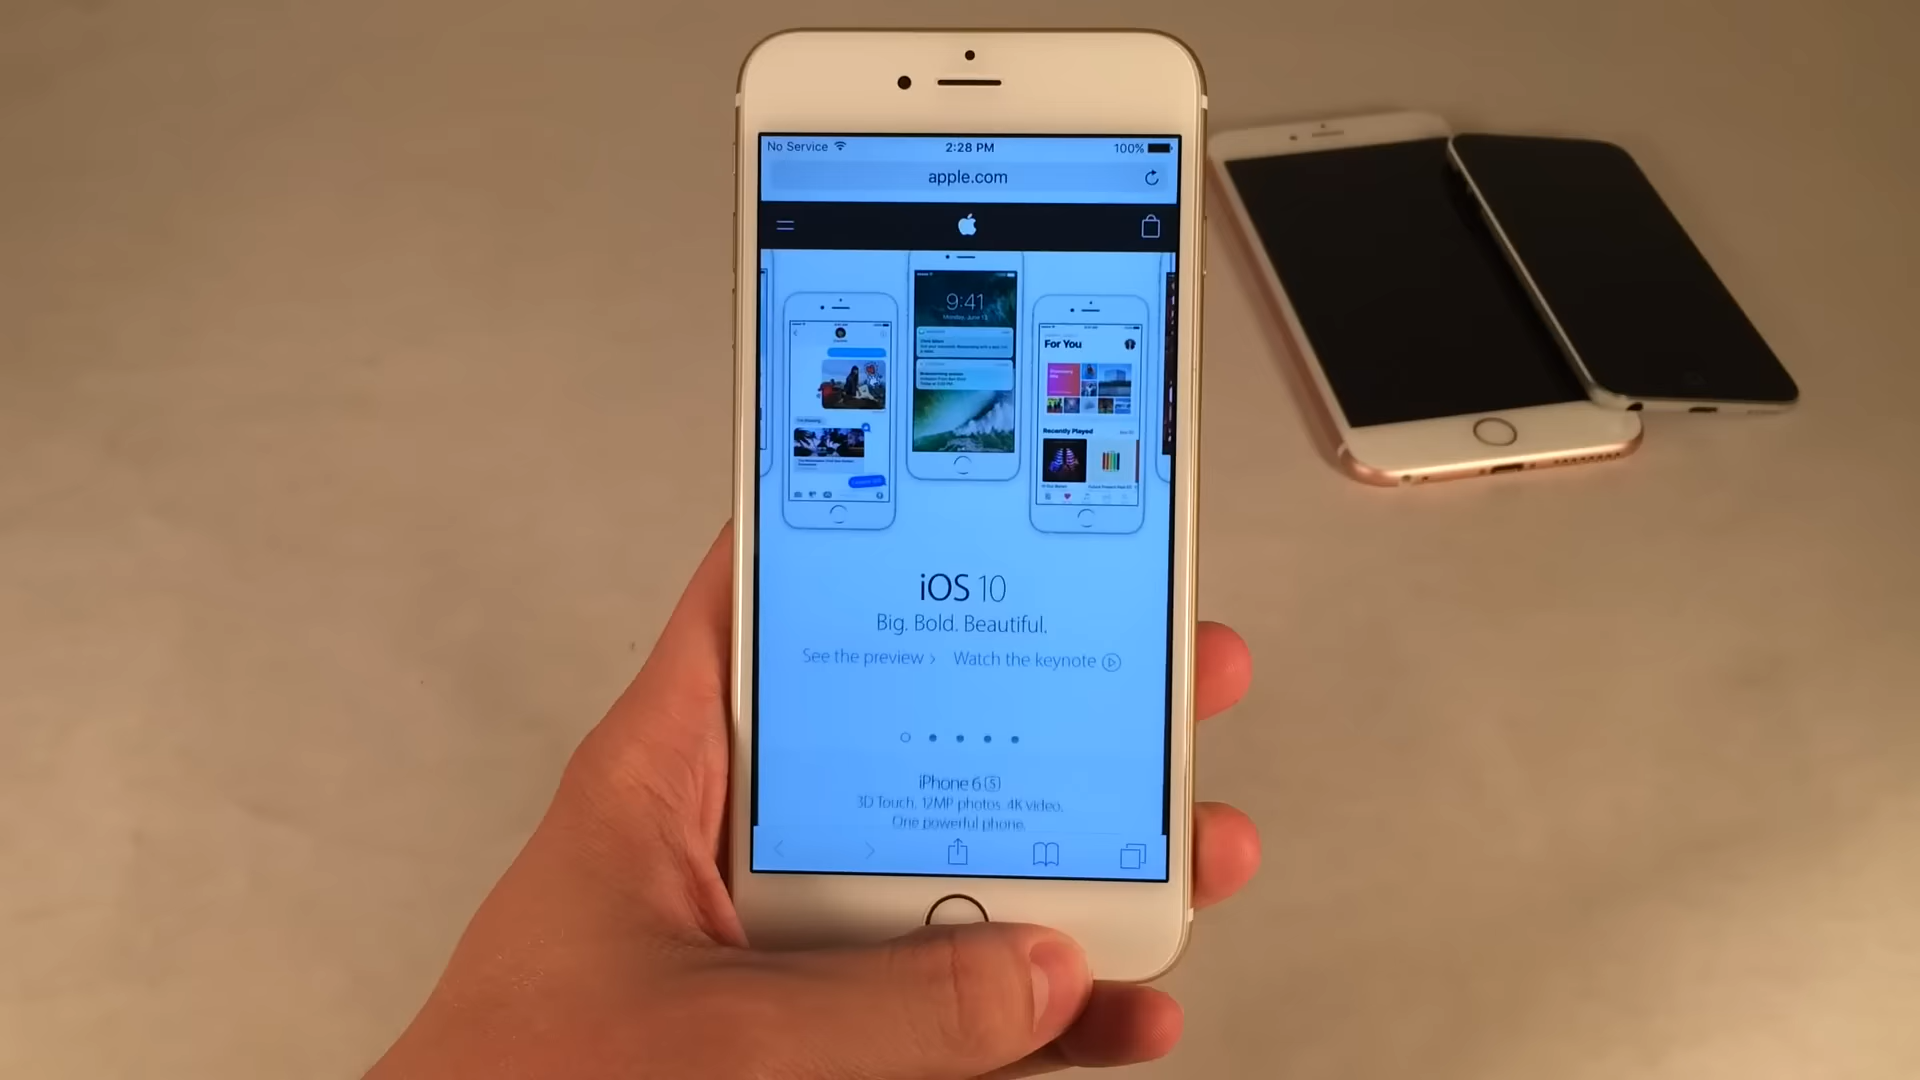 No Service 2:28 PM 100%
apple.com
9:41
Monday, June 13
For You
Recently Played
iOS 10
Big. Bold. Beautiful.
See the preview › Watch the keynote
iPhone 6s
3D Touch. 12MP photos. 4K video.
One powerful phone.